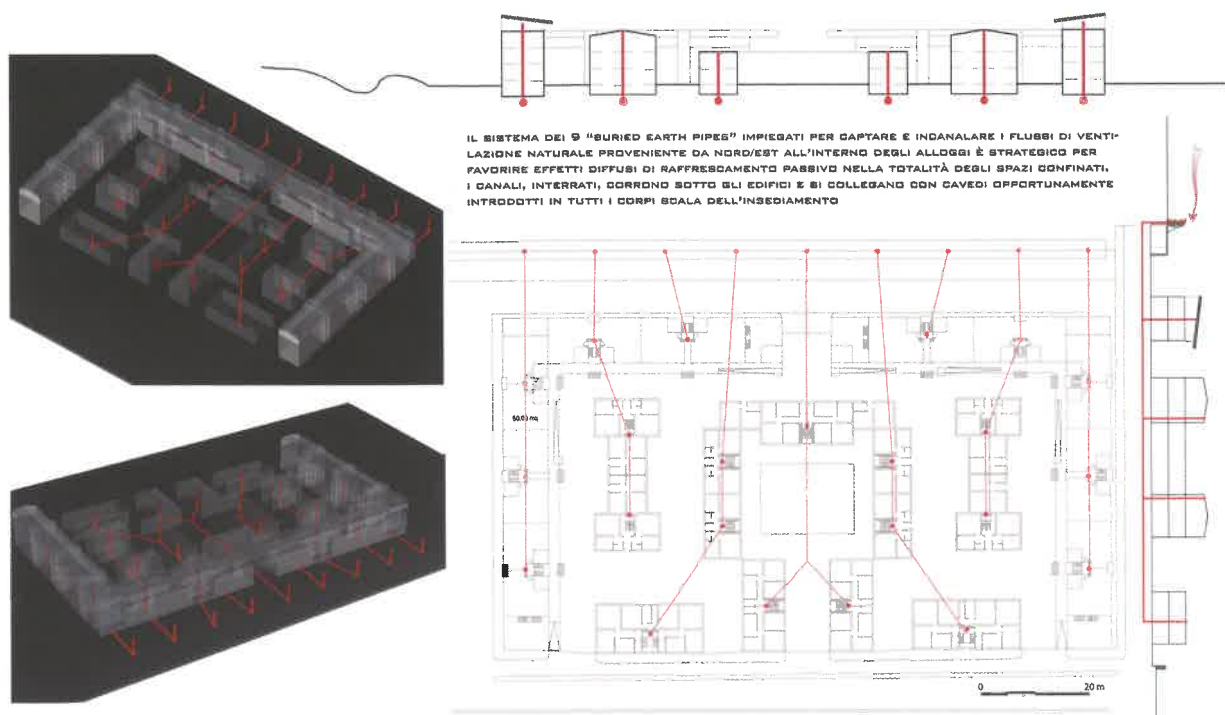 IL SISTEMA DEI 9 “BURIED EARTH PIPES” IMPIEGATI PER CAPTARE E INCANALARE I FLUSSI DI VENTI-
LAZIONE NATURALE PROVENIENTE DA NORD/EST ALL'INTERNO DEGLI ALLOGGI È STRATEGICO PER
FAVORIRE EFFETTI DIFFUSI DI RAFFRESCAMENTO PASSIVO NELLA TOTALITÀ DEGLI SPAZI CONFINATI.
I CANALI, INTERRATI, CORRONO SOTTO GLI EDIFICI E SI COLLEGANO CON CAVEDI OPPORTUNAMENTE
INTRODOTTI IN TUTTI I CORPI SCALA DELL'INSEDIAMENTO
0 20 m